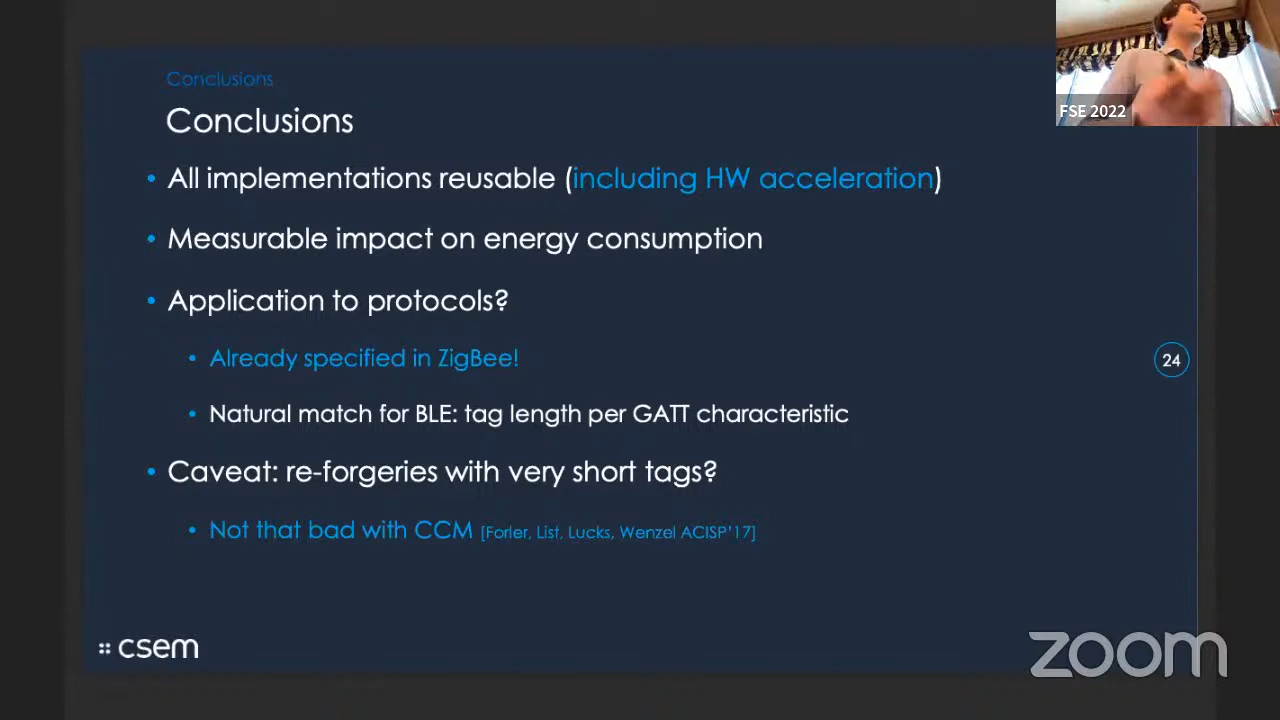 Conclusions
Conclusions
• All implementations reusable (including HW acceleration)
• Measurable impact on energy consumption
• Application to protocols?
• Already specified in ZigBee!
• Natural match for BLE: tag length per GATT characteristic
• Caveat: re-forgeries with very short tags?
• Not that bad with CCM [Forler, List, Lucks, Wenzel ACISP'17]
24
csem
FSE 2022
zoom